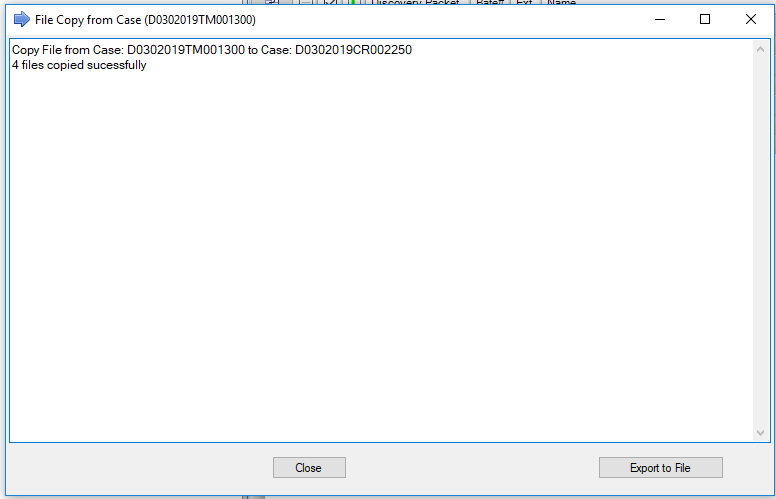 Discovery Packet Bate# Ext Name
File Copy from Case (D0302019TM001300)
Copy File from Case: D0302019TM001300 to Case: D0302019CR002250
4 files copied sucessfully
Close
Export to File